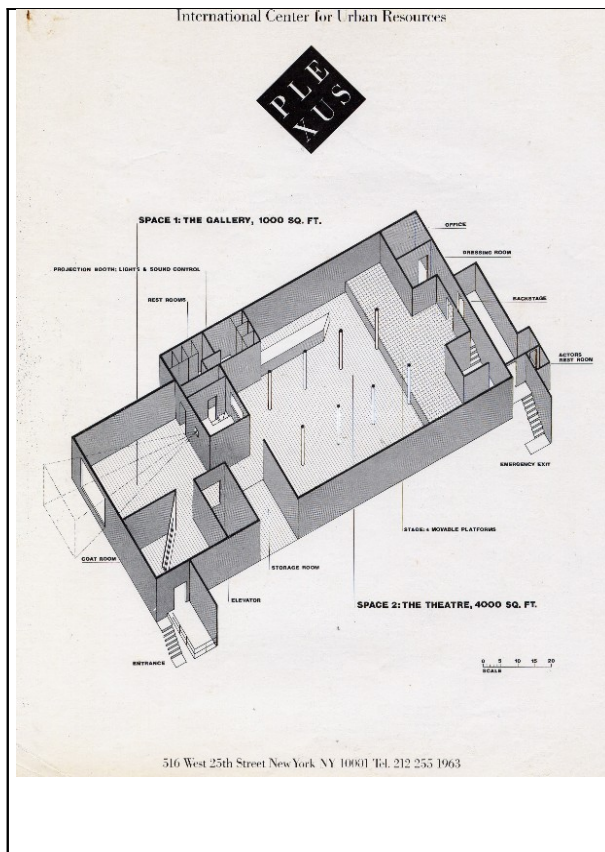 International Center for Urban Resources
PLE
XUS
SPACE 1: THE GALLERY, 1000 SQ. FT.
OFFICE
DRESSING ROOM
PROJECTION BOOTH: LIGHTS & SOUND CONTROL
BACKSTAGE
REST ROOMS
ACTORS
REST ROOM
EMERGENCY EXIT
STAGE: 4 MOVABLE PLATFORMS
COAT ROOM
STORAGE ROOM
ELEVATOR
SPACE 2: THE THEATRE, 4000 SQ. FT.
ENTRANCE
0 5 10 15 20
SCALE
516 West 25th Street New York NY 10001 Tel. 212 255 1963